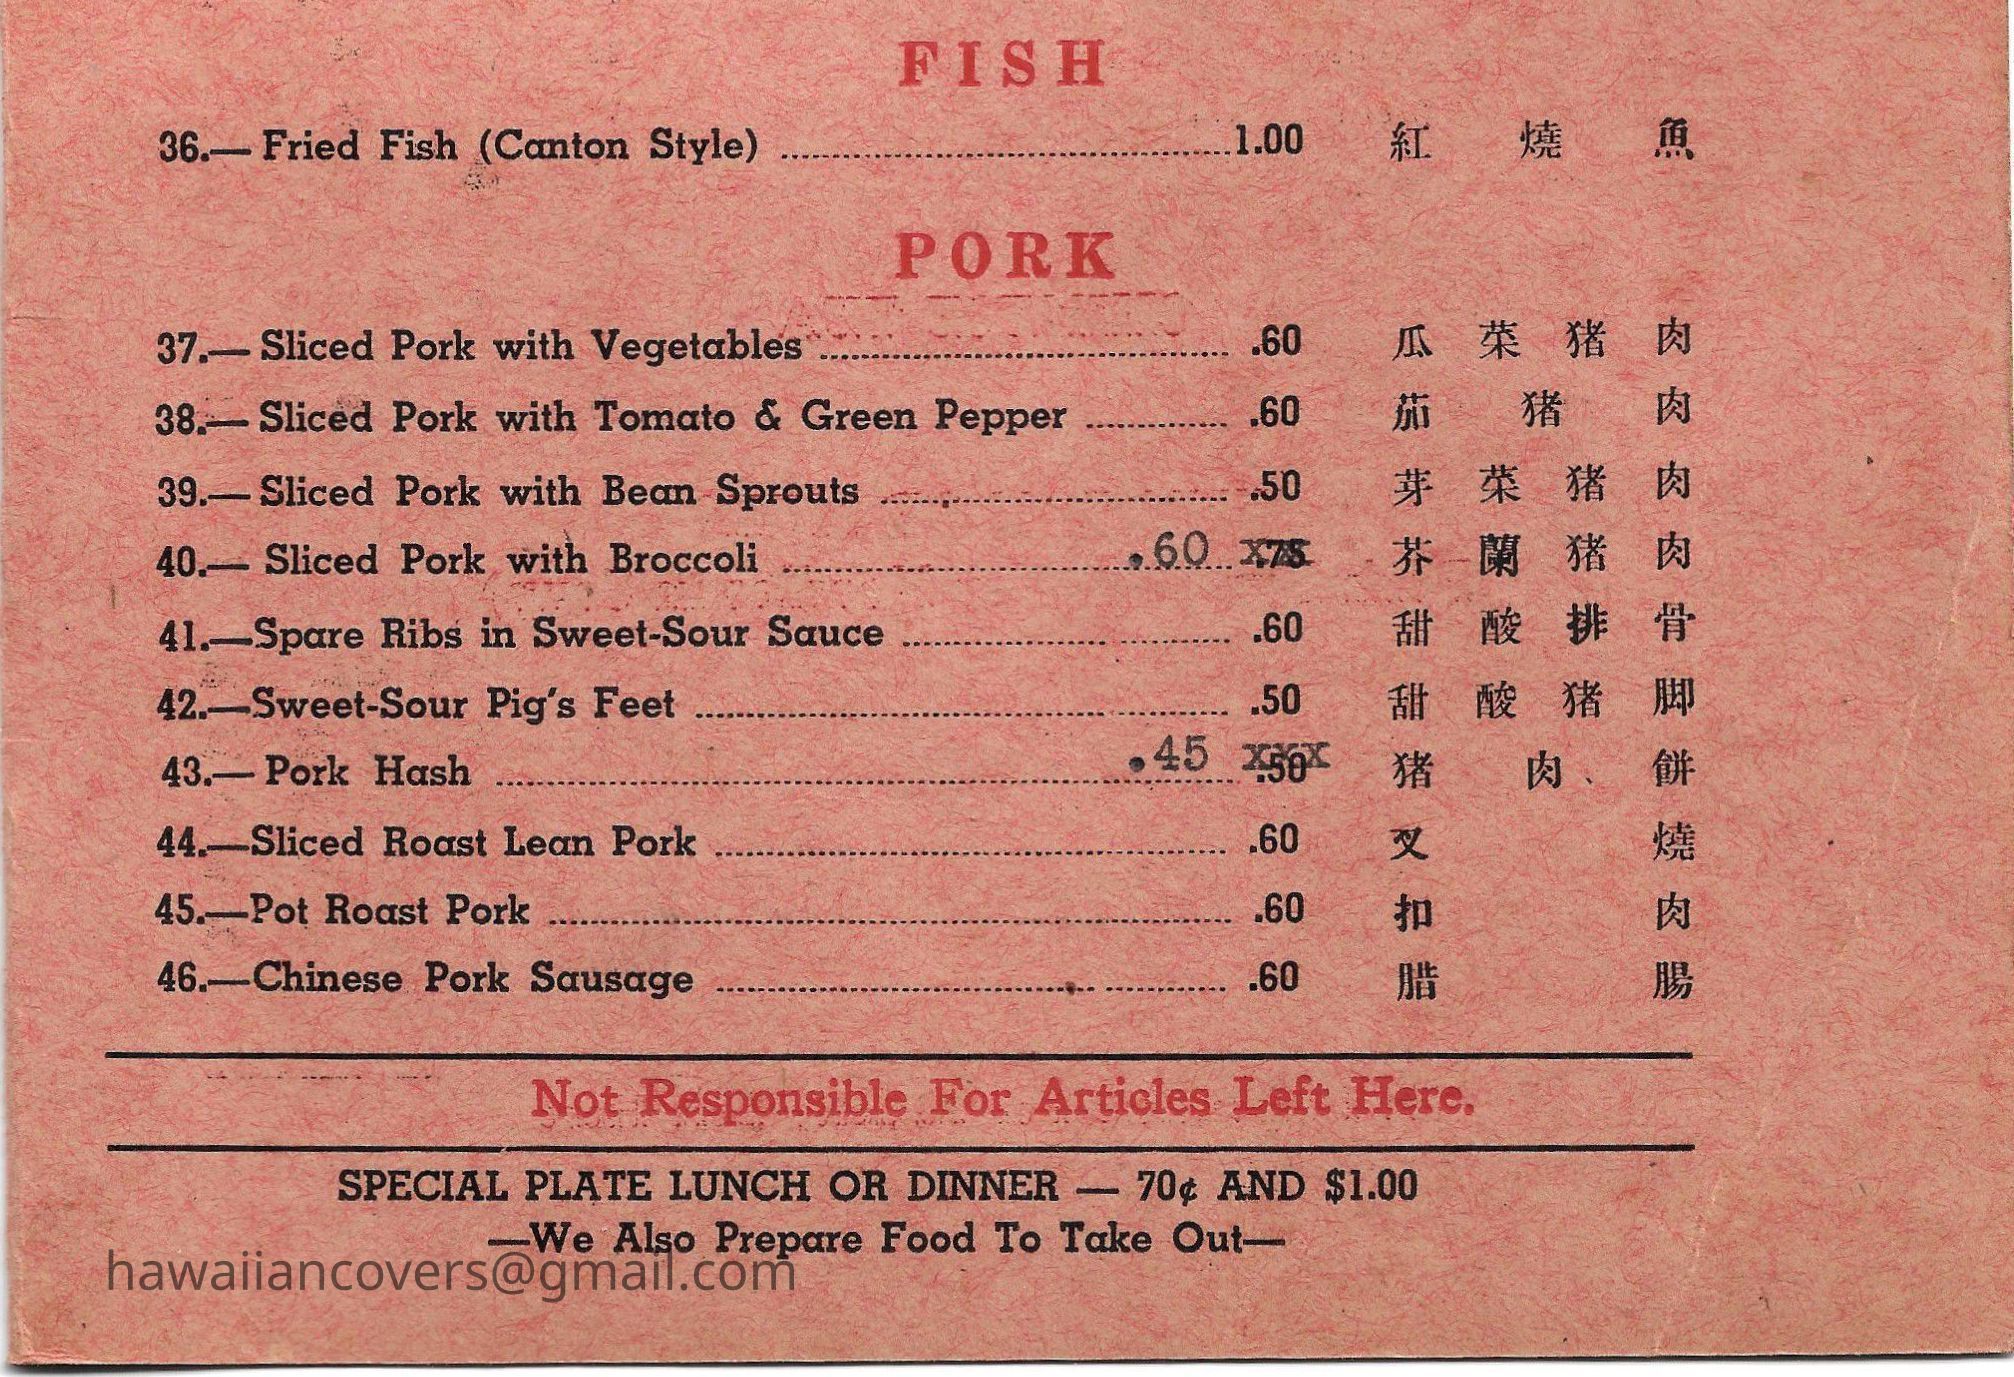 FISH
36.— Fried Fish (Canton Style) ........ 1.00 紅燒魚
PORK
37.— Sliced Pork with Vegetables ........ .60 瓜菜猪肉
38.— Sliced Pork with Tomato & Green Pepper ........ .60 茄猪肉
39.— Sliced Pork with Bean Sprouts ........ .50 芽菜猪肉
40.— Sliced Pork with Broccoli ........ .60 xxx .75 芥蘭猪肉
41.—Spare Ribs in Sweet-Sour Sauce ........ .60 甜酸排骨
42.—Sweet-Sour Pig's Feet ........ .50 甜酸猪脚
43.— Pork Hash ........ .45 xxx .50 猪肉餅
44.—Sliced Roast Lean Pork ........ .60 叉燒
45.—Pot Roast Pork ........ .60 扣肉
46.—Chinese Pork Sausage ........ .60 腊腸
Not Responsible For Articles Left Here.
SPECIAL PLATE LUNCH OR DINNER — 70¢ AND $1.00
—We Also Prepare Food To Take Out—
hawaiiancovers@gmail.com